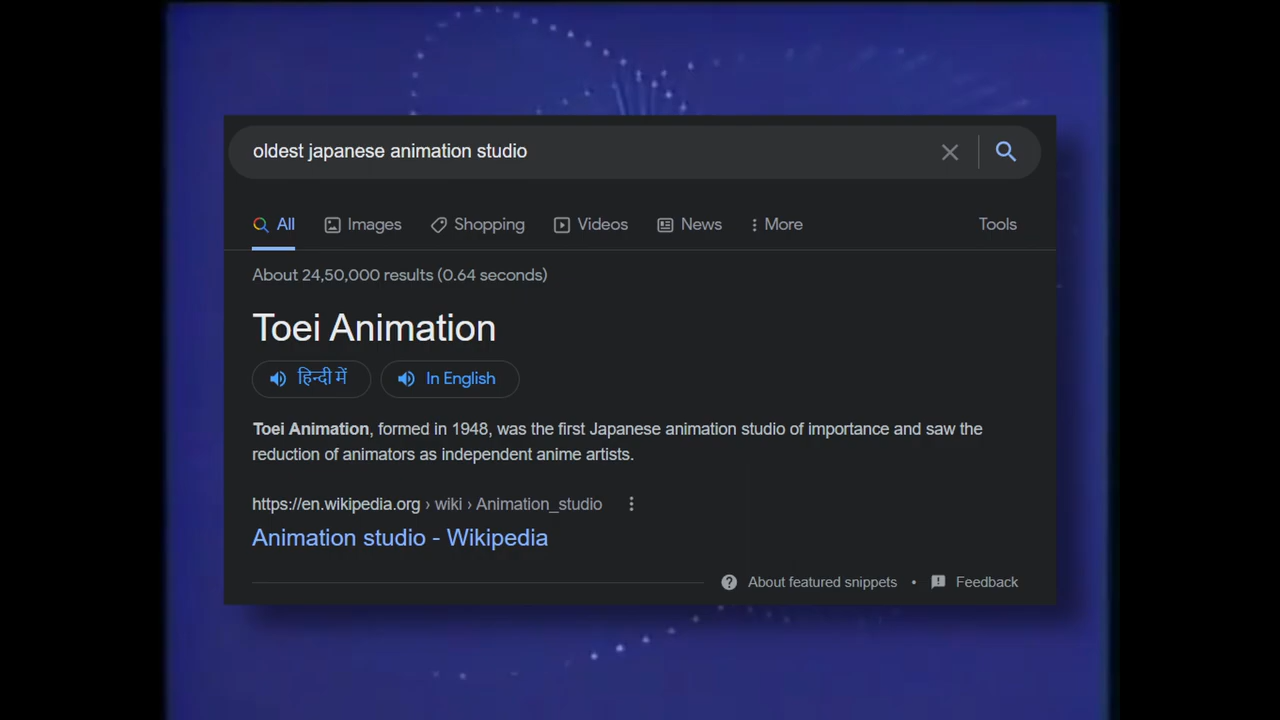 oldest japanese animation studio
All Images Shopping Videos News More Tools
About 24,50,000 results (0.64 seconds)
Toei Animation
हिन्दी में In English
Toei Animation, formed in 1948, was the first Japanese animation studio of importance and saw the
reduction of animators as independent anime artists.
https://en.wikipedia.org › wiki › Animation_studio
Animation studio - Wikipedia
About featured snippets • Feedback